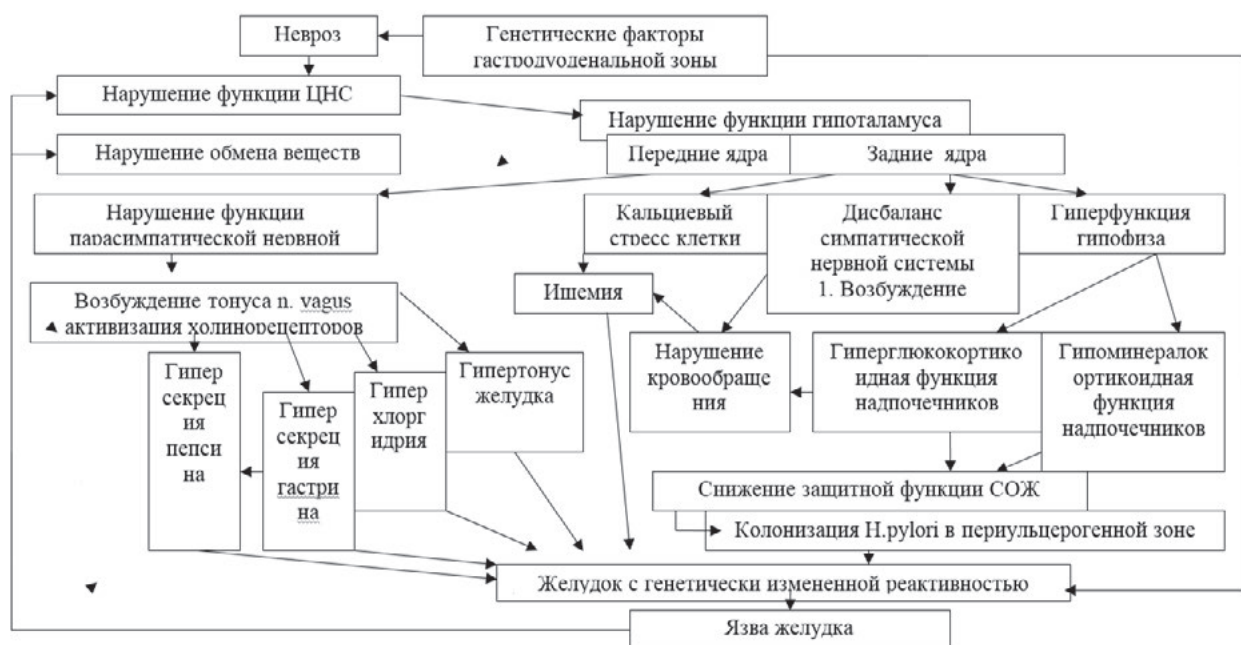 Невроз
Генетические факторы
гастродуоденальной зоны
Нарушение функции ЦНС
Нарушение функции гипоталамуса
Нарушение обмена веществ
Передние ядра
Задние ядра
Нарушение функции
парасимпатической нервной
Кальциевый
стресс клетки
Дисбаланс
симпатической
нервной системы
1. Возбуждение
Гиперфункция
гипофиза
Ишемия
Возбуждение тонуса n. vagus
активизация холинорецепторов
Гипер
секрец
ия
пепси
на
Гипер
секрец
ия
гастри
на
Гипер
хлорг
идрия
Гипертонус
желудка
Нарушение
кровообраще
ния
Гиперглюкокортико
идная функция
надпочечников
Гипоминералок
ортикоидная
функция
надпочечников
Снижение защитной функции СОЖ
Колонизация H.pylori в периульцерогенной зоне
Желудок с генетически измененной реактивностью
Язва желудка